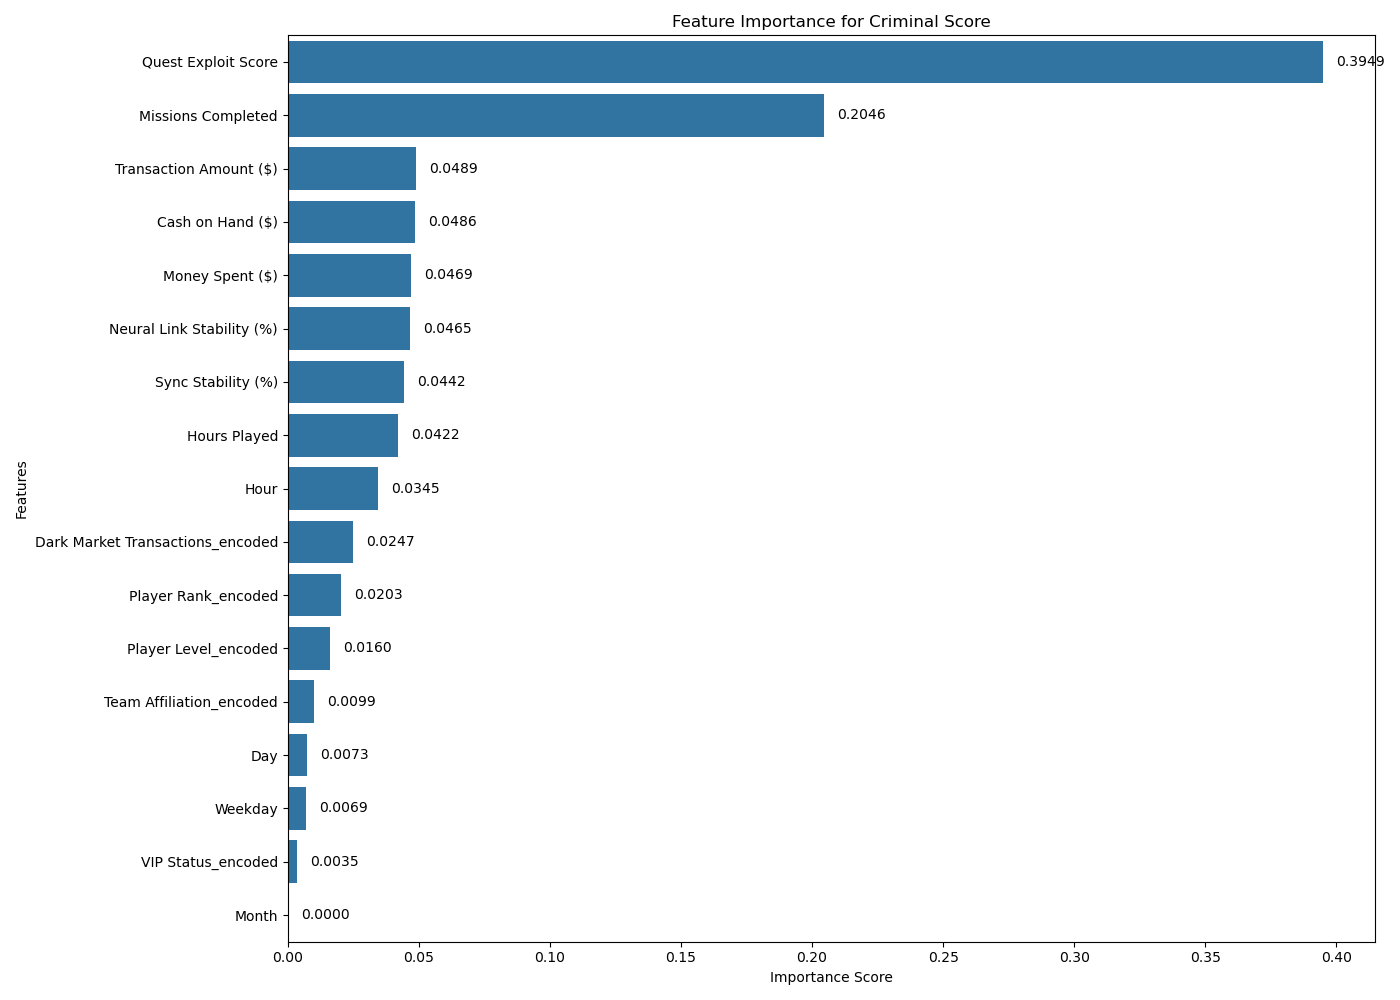 Feature Importance for Criminal Score
Quest Exploit Score 0.3949
Missions Completed 0.2046
Transaction Amount ($) 0.0489
Cash on Hand ($) 0.0486
Money Spent ($) 0.0469
Neural Link Stability (%) 0.0465
Sync Stability (%) 0.0442
Hours Played 0.0422
Hour 0.0345
Dark Market Transactions_encoded 0.0247
Player Rank_encoded 0.0203
Player Level_encoded 0.0160
Team Affiliation_encoded 0.0099
Day 0.0073
Weekday 0.0069
VIP Status_encoded 0.0035
Month 0.0000
Features
0.00 0.05 0.10 0.15 0.20 0.25 0.30 0.35 0.40
Importance Score